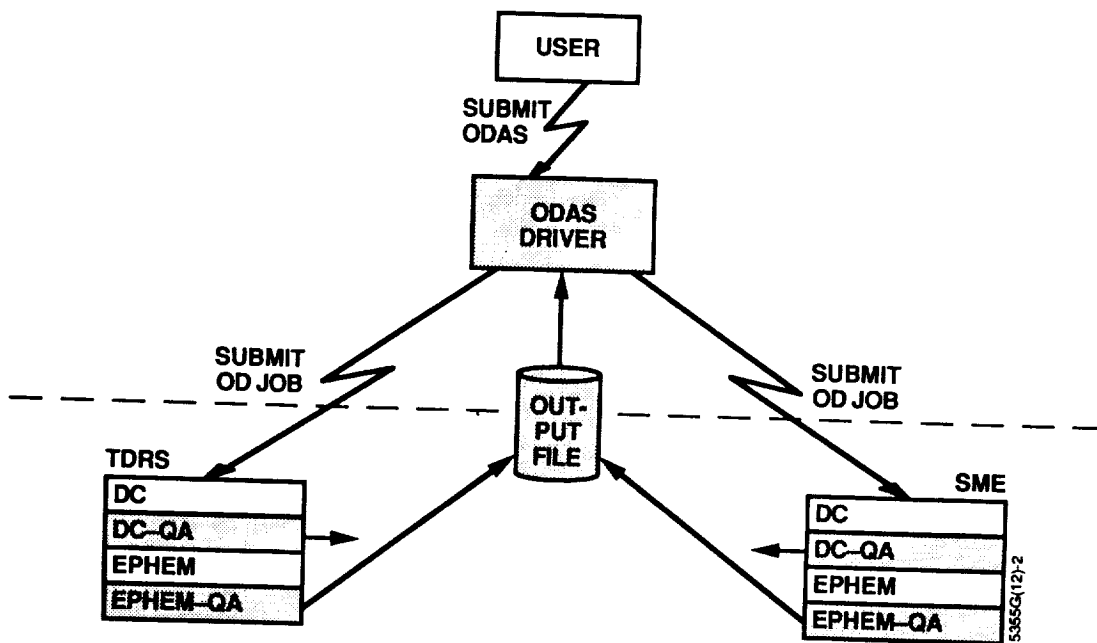 USER
SUBMIT
ODAS
ODAS
DRIVER
SUBMIT
OD JOB
SUBMIT
OD JOB
OUT-
PUT
FILE
TDRS
DC
DC–QA
EPHEM
EPHEM–QA
SME
DC
DC–QA
EPHEM
EPHEM–QA
5355G(12)-2